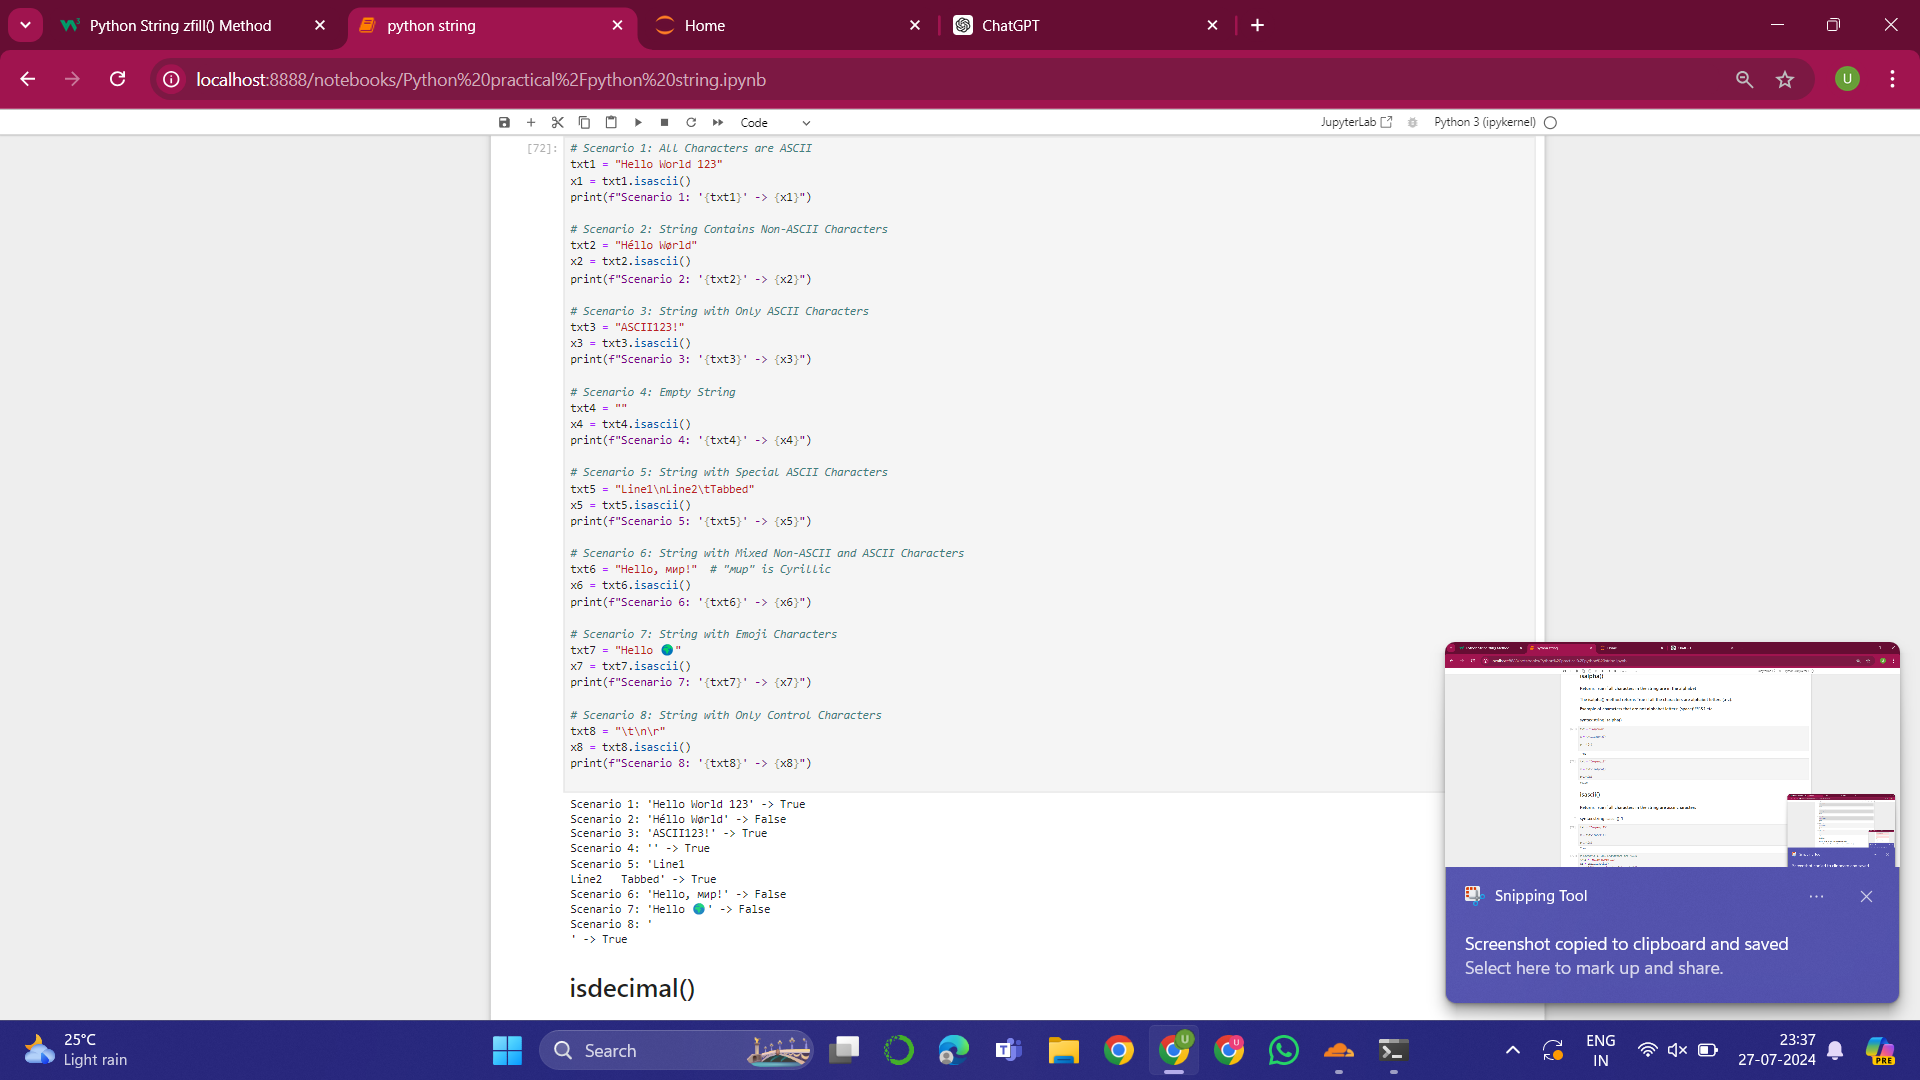 Python String zfill() Method
python string
Home
ChatGPT
localhost:8888/notebooks/Python%20practical%2Fpython%20string.ipynb
U
Code
JupyterLab
Python 3 (ipykernel)
[72]:
# Scenario 1: All Characters are ASCII
txt1 = "Hello World 123"
x1 = txt1.isascii()
print(f"Scenario 1: '{txt1}' -> {x1}")
# Scenario 2: String Contains Non-ASCII Characters
txt2 = "Héllo Wørld"
x2 = txt2.isascii()
print(f"Scenario 2: '{txt2}' -> {x2}")
# Scenario 3: String with Only ASCII Characters
txt3 = "ASCII123!"
x3 = txt3.isascii()
print(f"Scenario 3: '{txt3}' -> {x3}")
# Scenario 4: Empty String
txt4 = ""
x4 = txt4.isascii()
print(f"Scenario 4: '{txt4}' -> {x4}")
# Scenario 5: String with Special ASCII Characters
txt5 = "Line1\nLine2\tTabbed"
x5 = txt5.isascii()
print(f"Scenario 5: '{txt5}' -> {x5}")
# Scenario 6: String with Mixed Non-ASCII and ASCII Characters
txt6 = "Hello, мир!"  # "мир" is Cyrillic
x6 = txt6.isascii()
print(f"Scenario 6: '{txt6}' -> {x6}")
# Scenario 7: String with Emoji Characters
txt7 = "Hello 🌍"
x7 = txt7.isascii()
print(f"Scenario 7: '{txt7}' -> {x7}")
# Scenario 8: String with Only Control Characters
txt8 = "\t\n\r"
x8 = txt8.isascii()
print(f"Scenario 8: '{txt8}' -> {x8}")
Scenario 1: 'Hello World 123' -> True
Scenario 2: 'Héllo Wørld' -> False
Scenario 3: 'ASCII123!' -> True
Scenario 4: '' -> True
Scenario 5: 'Line1
Line2   Tabbed' -> True
Scenario 6: 'Hello, мир!' -> False
Scenario 7: 'Hello 🌍' -> False
Scenario 8: '
' -> True
isdecimal()
isascii()
Snipping Tool
Screenshot copied to clipboard and saved
Select here to mark up and share.
25°C
Light rain
Search
ENG
IN
23:37
27-07-2024
PRE